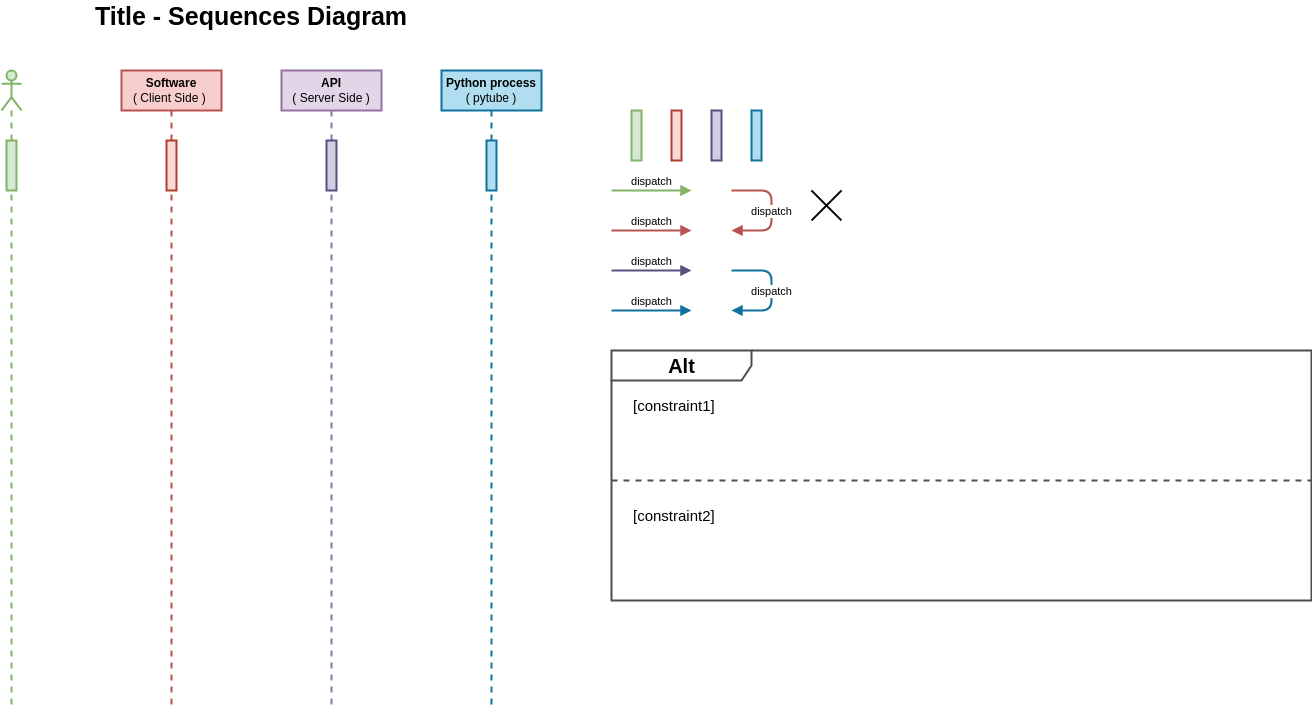 Title - Sequences Diagram
Software
( Client Side )
API
( Server Side )
Python process
( pytube )
dispatch
dispatch
dispatch
dispatch
dispatch
dispatch
Alt
[constraint1]
[constraint2]